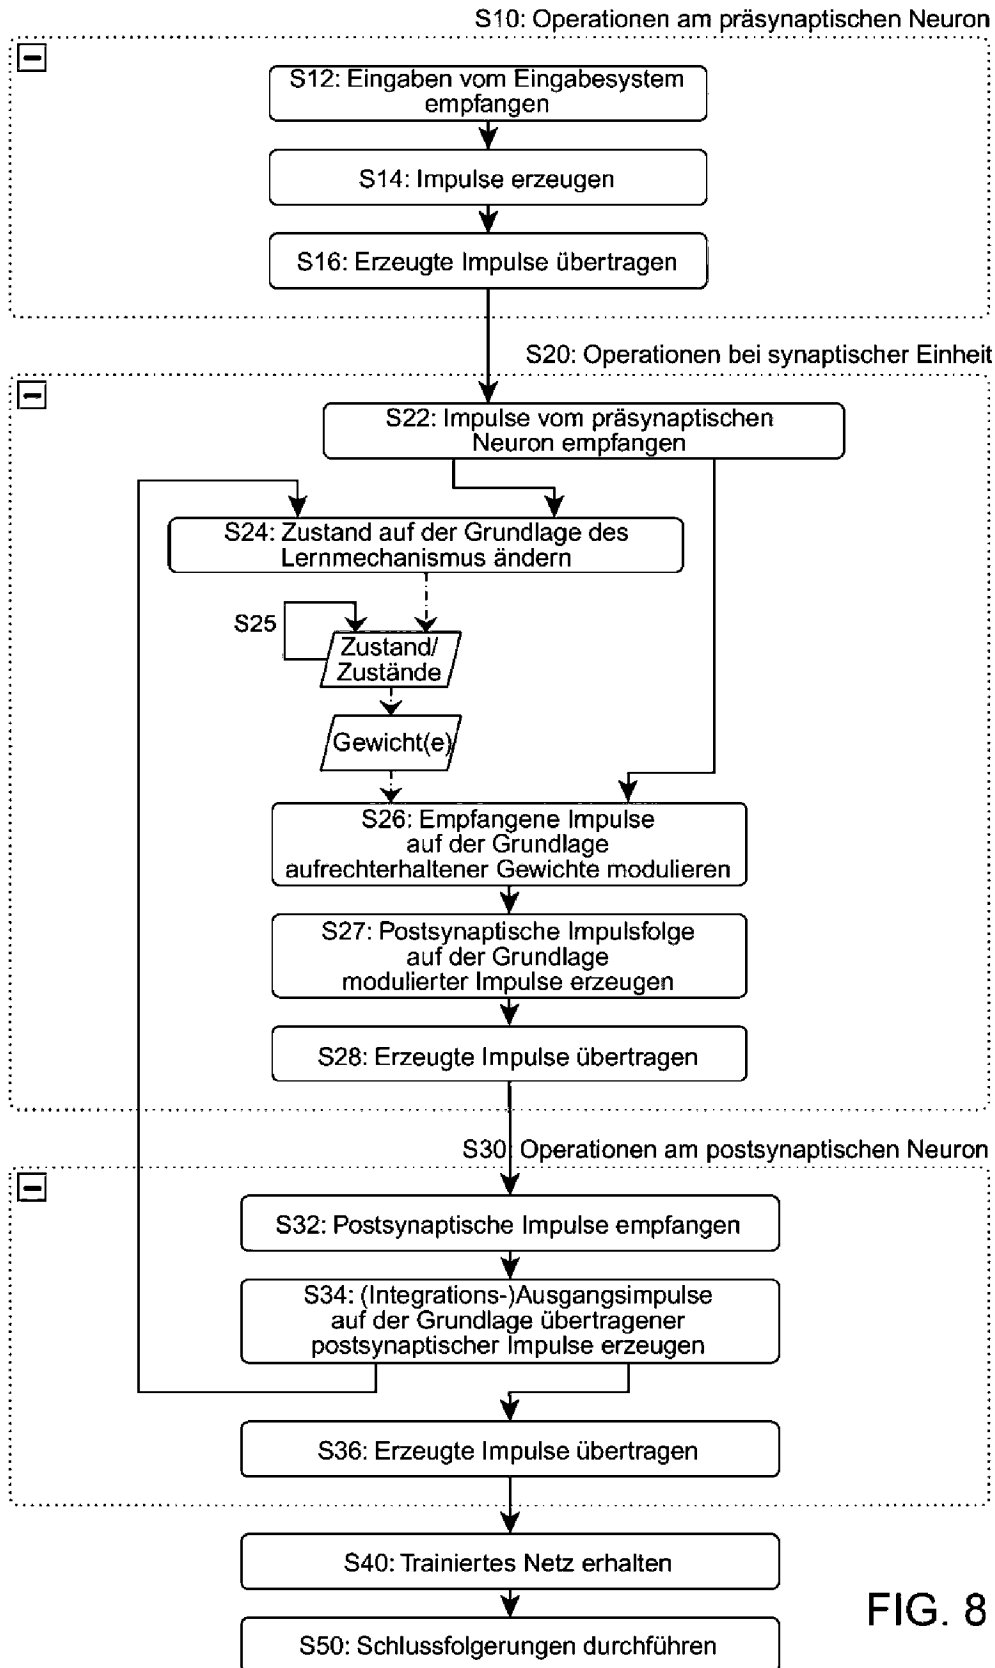 S10: Operationen am präsynaptischen Neuron
S12: Eingaben vom Eingabesystem
empfangen
S14: Impulse erzeugen
S16: Erzeugte Impulse übertragen
S20: Operationen bei synaptischer Einheit
S22: Impulse vom präsynaptischen
Neuron empfangen
S24: Zustand auf der Grundlage des
Lernmechanismus ändern
S25
Zustand/
Zustände
Gewicht(e)
S26: Empfangene Impulse
auf der Grundlage
aufrechterhaltener Gewichte modulieren
S27: Postsynaptische Impulsfolge
auf der Grundlage
modulierter Impulse erzeugen
S28: Erzeugte Impulse übertragen
S30: Operationen am postsynaptischen Neuron
S32: Postsynaptische Impulse empfangen
S34: (Integrations-)Ausgangsimpulse
auf der Grundlage übertragener
postsynaptischer Impulse erzeugen
S36: Erzeugte Impulse übertragen
S40: Trainiertes Netz erhalten
S50: Schlussfolgerungen durchführen
FIG. 8